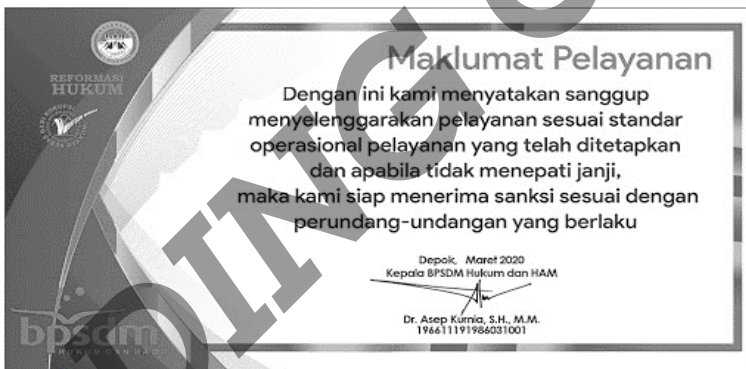 REFORMASI
HUKUM
Maklumat Pelayanan
Dengan ini kami menyatakan sanggup
menyelenggarakan pelayanan sesuai standar
operasional pelayanan yang telah ditetapkan
dan apabila tidak menepati janji,
maka kami siap menerima sanksi sesuai dengan
perundang-undangan yang berlaku
Depok, Maret 2020
Kepala BPSDM Hukum dan HAM
Dr. Asep Kurnia, S.H., M.M.
196611191986031001
bpsdm
HUKUM DAN HAM